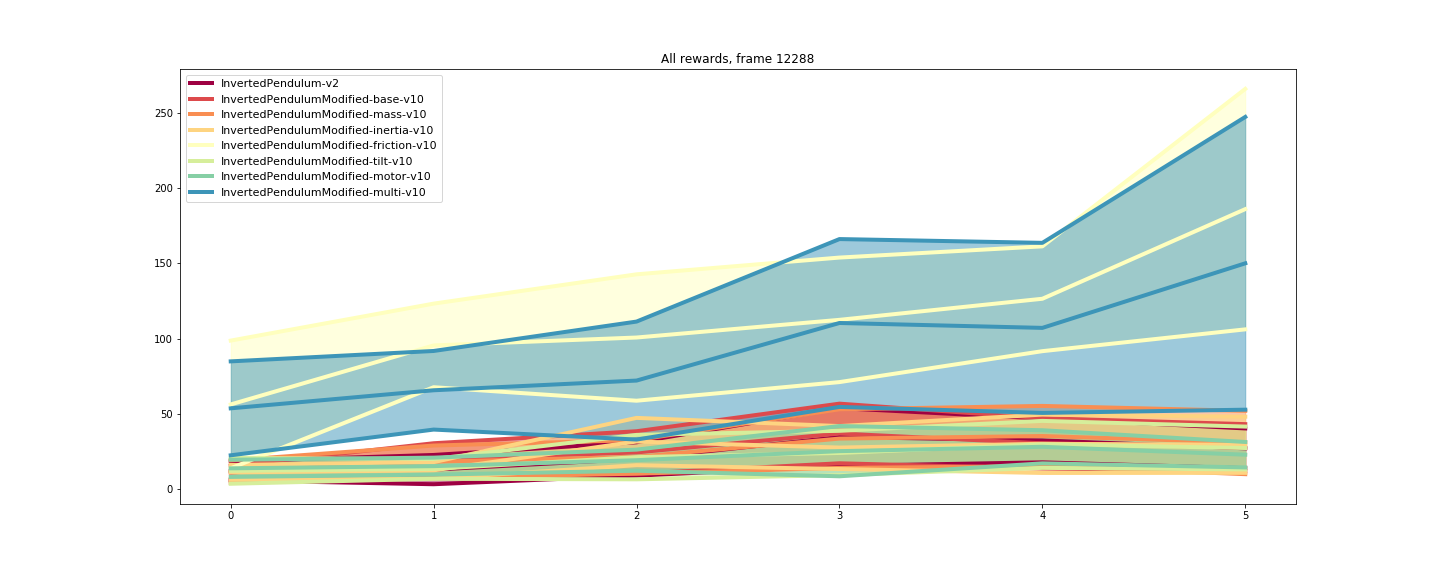 All rewards, frame 12288
InvertedPendulum-v2
InvertedPendulumModified-base-v10
InvertedPendulumModified-mass-v10
InvertedPendulumModified-inertia-v10
InvertedPendulumModified-friction-v10
InvertedPendulumModified-tilt-v10
InvertedPendulumModified-motor-v10
InvertedPendulumModified-multi-v10
250
200
150
100
50
0
0 1 2 3 4 5